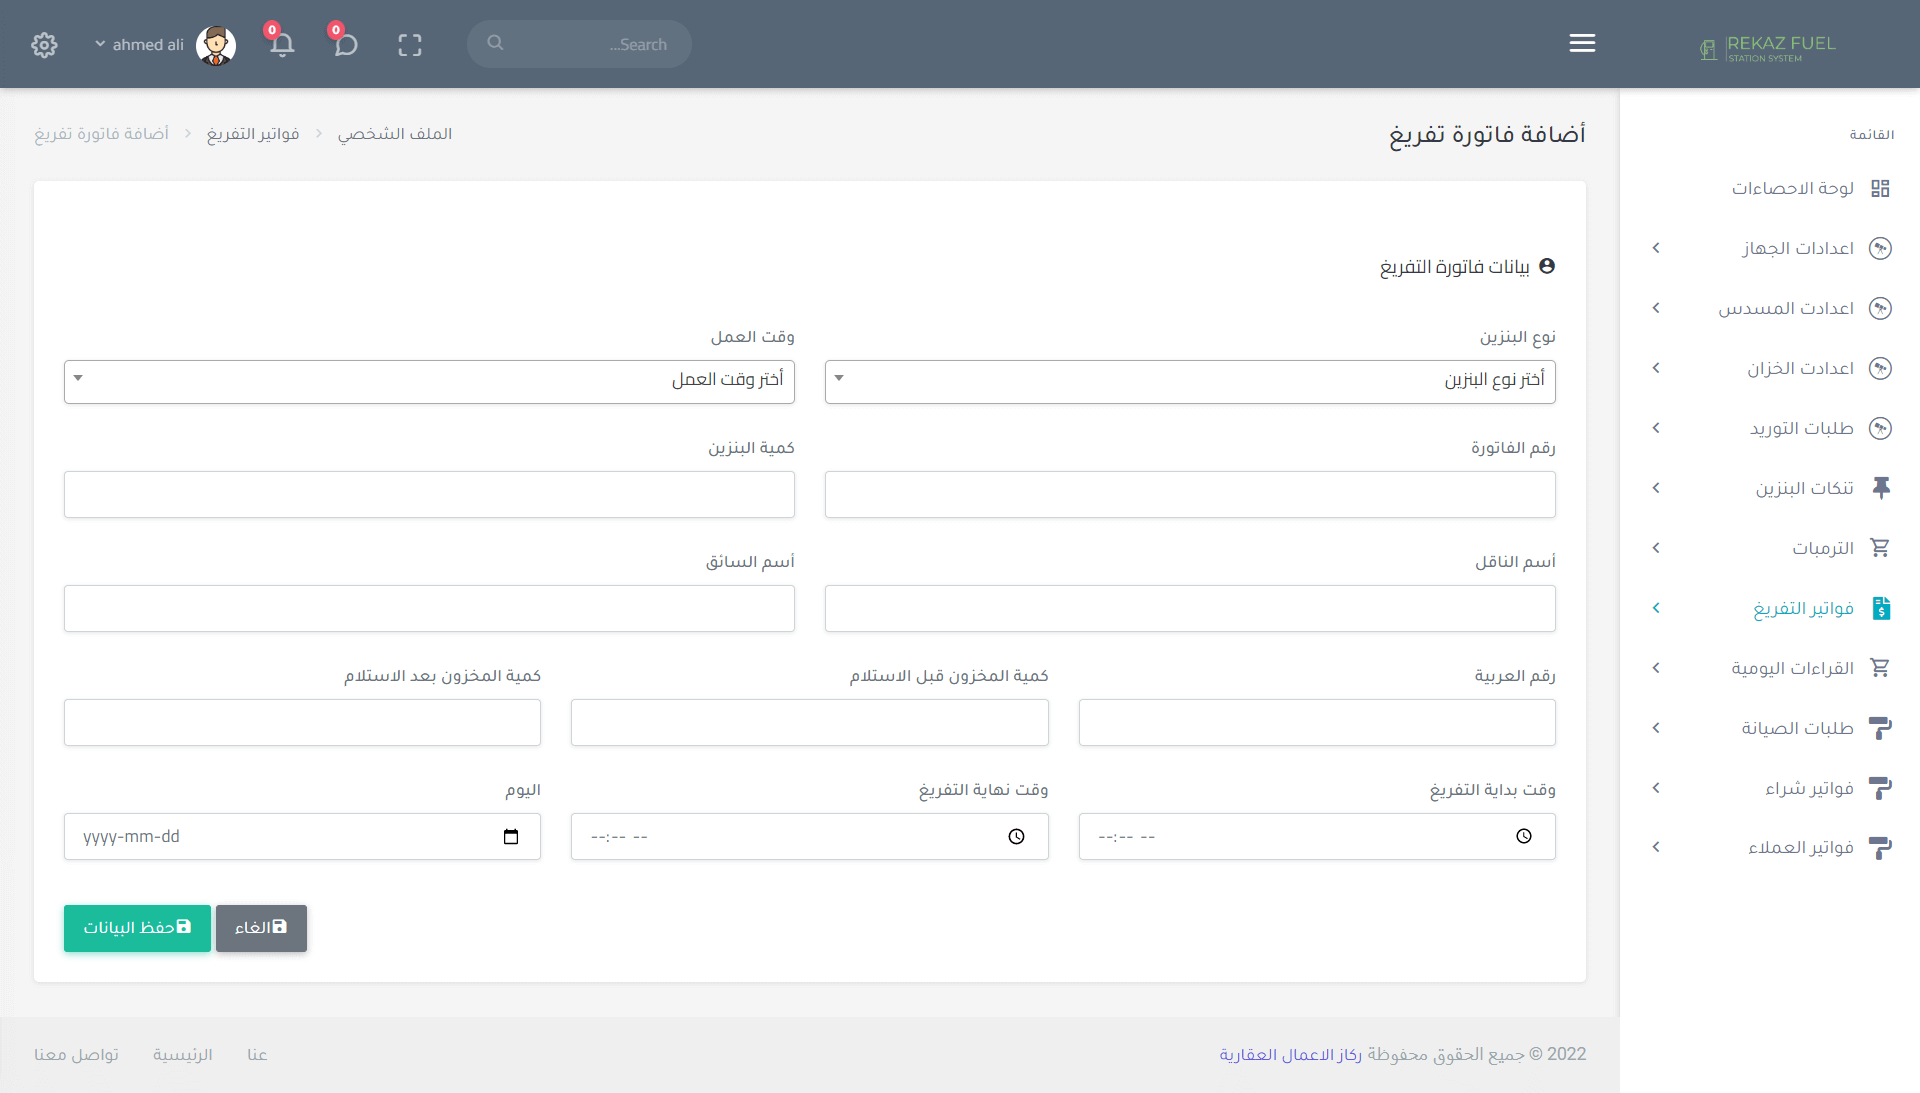 REKAZ FUEL
STATION SYSTEM
Search...
0
0
ahmed ali
القائمة
لوحة الاحصاءات
اعدادات الجهاز
اعدادت المسدس
اعدادت الخزان
طلبات التوريد
تنكات البنزين
الترمبات
فواتير التفريغ
القراءات اليومية
طلبات الصيانة
فواتير شراء
فواتير العملاء
أضافة فاتورة تفريغ
الملف الشخصي > فواتير التفريغ > أضافة فاتورة تفريغ
بيانات فاتورة التفريغ
نوع البنزين
وقت العمل
أختر نوع البنزين
أختر وقت العمل
رقم الفاتورة
كمية البنزين
أسم الناقل
أسم السائق
رقم العربية
كمية المخزون قبل الاستلام
كمية المخزون بعد الاستلام
وقت بداية التفريغ
وقت نهاية التفريغ
اليوم
--:-- --
--:-- --
yyyy-mm-dd
الغاء
حفظ البيانات
2022 © جميع الحقوق محفوظة ركاز الاعمال العقارية
عنا
الرئيسية
تواصل معنا